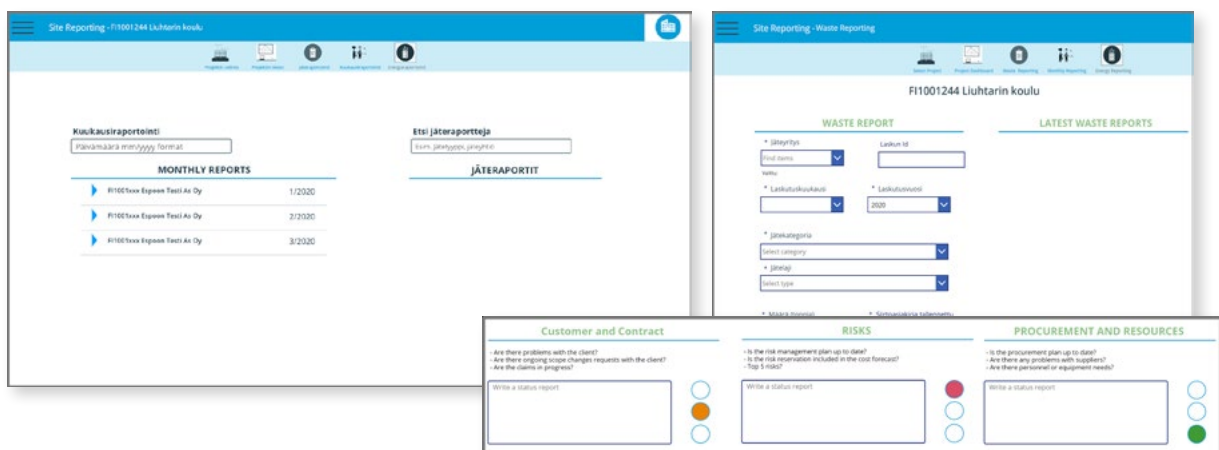 Site Reporting - FI1001244 Liuhtarin koulu
Kuukausiraportointi
Päivämäärä mm/yyyy format
MONTHLY REPORTS
FI1001xxx Espoon Testi As Oy 1/2020
FI1001xxx Espoon Testi As Oy 2/2020
FI1001xxx Espoon Testi As Oy 3/2020
Etsi jäteraportteja
JÄTERAPORTIT
Site Reporting - Waste Reporting
Select Project Project Dashboard Waste Reporting Monthly Reporting Energy Reporting
FI1001244 Liuhtarin koulu
WASTE REPORT
LATEST WASTE REPORTS
* Jäteyritys Laskun Id
Find items
* Laskutuskuukausi * Laskutusvuosi
2020
* Jätekategoria
Select category
* Jätelaji
Select type
Customer and Contract
- Are there problems with the client?
- Are there ongoing scope changes requests with the client?
- Are the claims in progress?
Write a status report
RISKS
- Is the risk management plan up to date?
- Is the risk reservation included in the cost forecast?
- Top 5 risks?
Write a status report
PROCUREMENT AND RESOURCES
- Is the procurement plan up to date?
- Are there any problems with suppliers?
- Are there personnel or equipment needs?
Write a status report